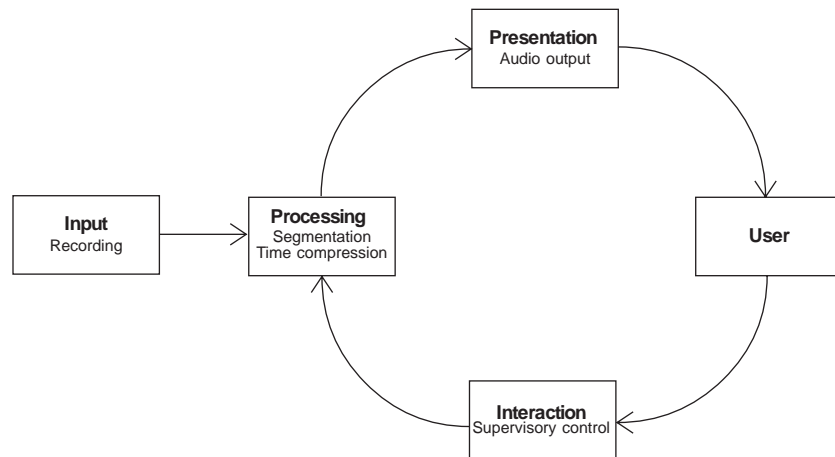 Presentation
Audio output
Input
Recording
Processing
Segmentation
Time compression
User
Interaction
Supervisory control